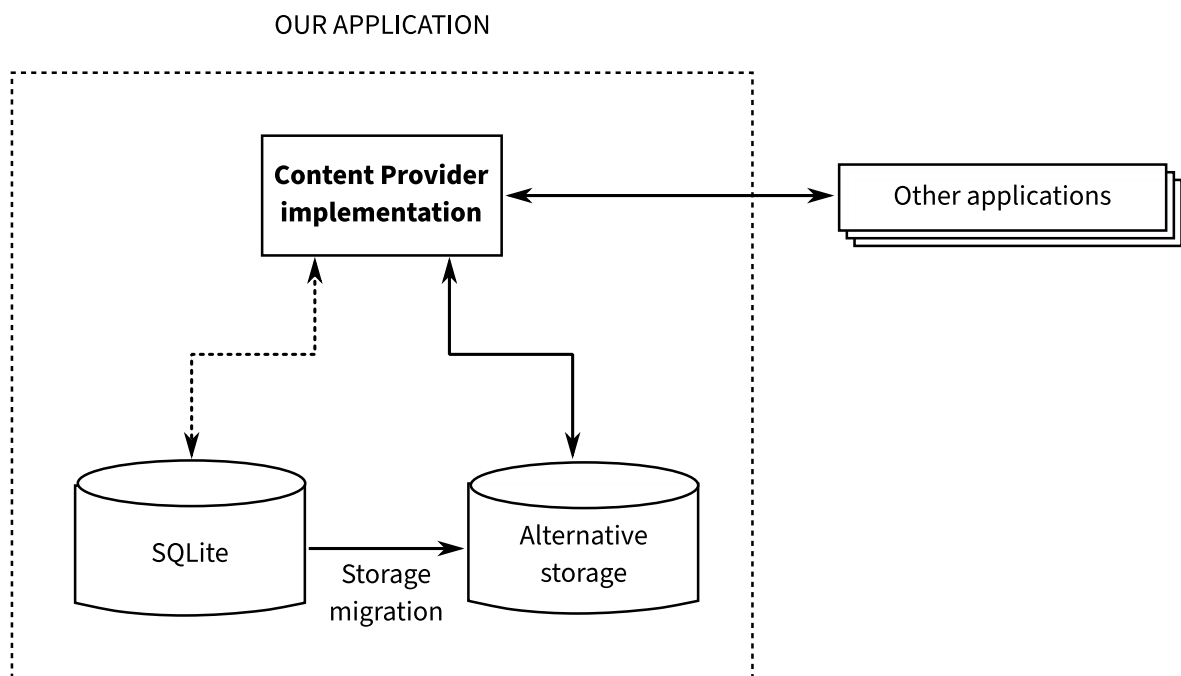 OUR APPLICATION
Content Provider
implementation
Other applications
SQLite
Storage
migration
Alternative
storage